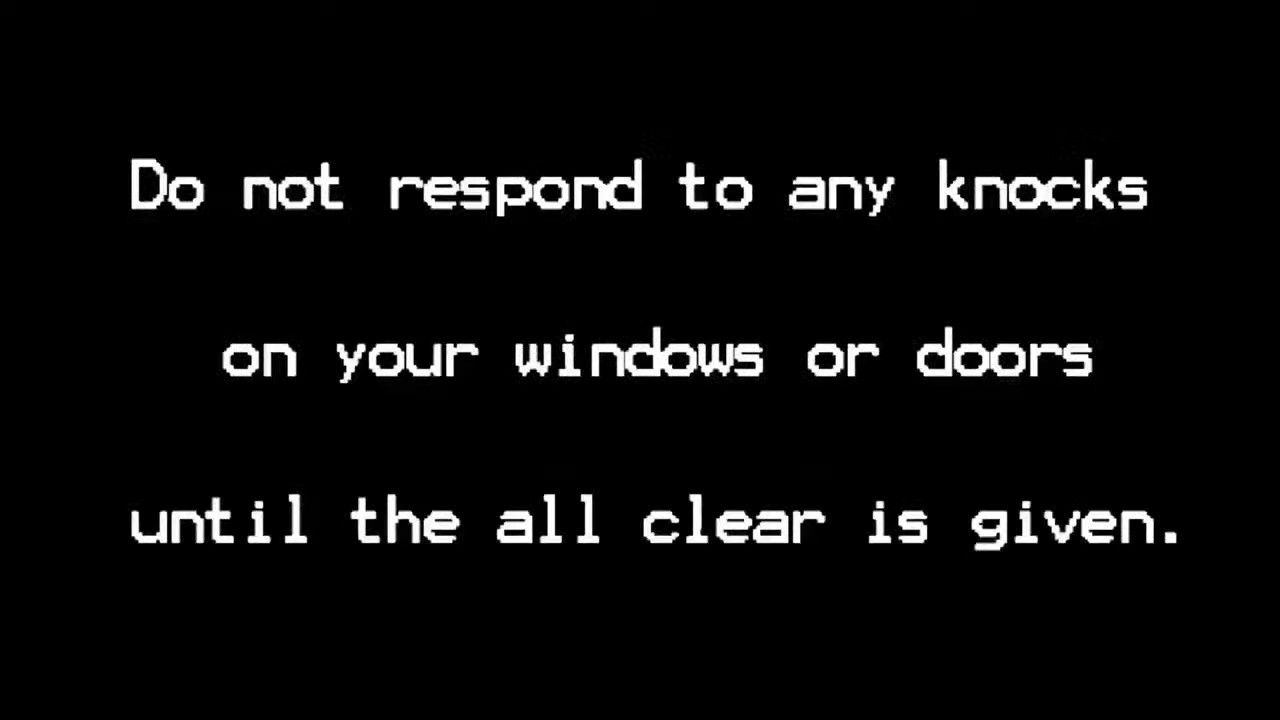 Do not respond to any knocks
on your windows or doors
until the all clear is given.